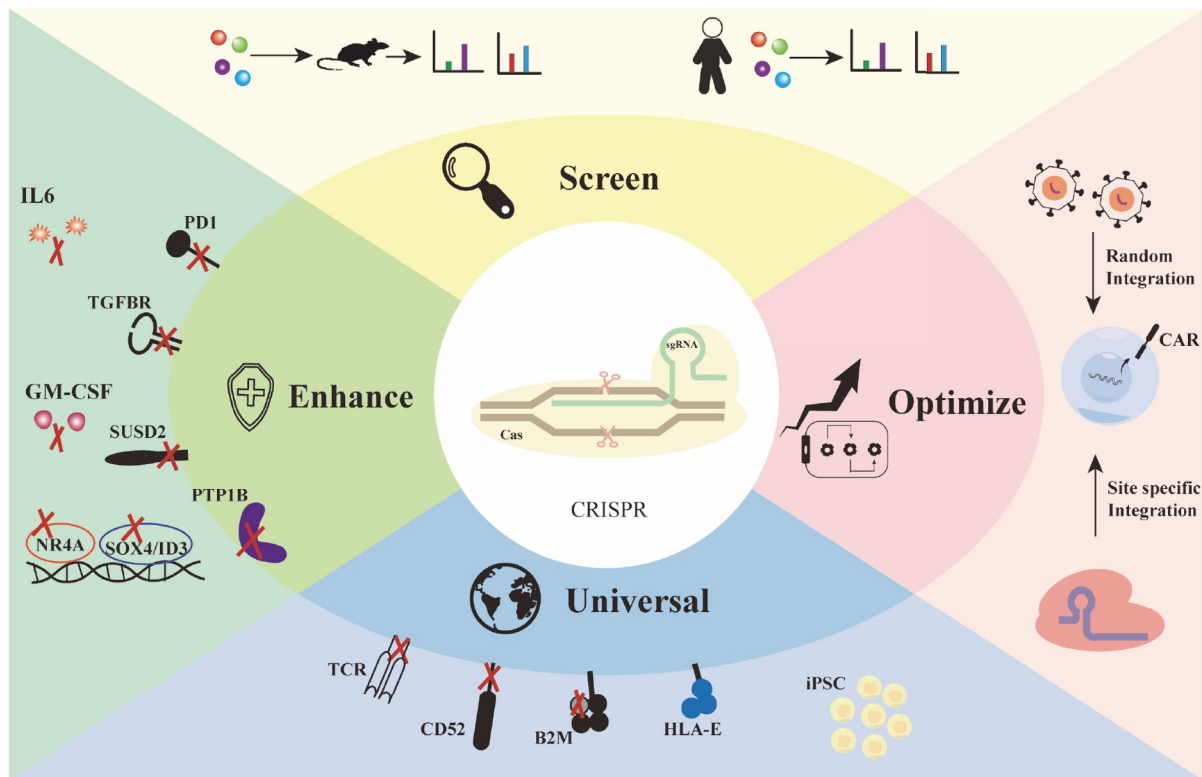 Screen
IL6
PD1
TGFBR
GM-CSF
SUSD2
PTP1B
NR4A
SOX4/ID3
Enhance
sgRNA
Cas
CRISPR
Optimize
Random
Integration
CAR
Site specific
Integration
Universal
TCR
CD52
B2M
HLA-E
iPSC